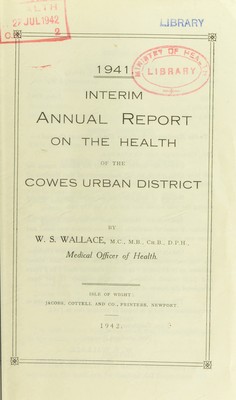 LIBRARY
27 JUL 1942
MINISTRY OF HEALTH
LIBRARY
1941
INTERIM
ANNUAL REPORT
ON THE HEALTH
OF THE
COWES URBAN DISTRICT
BY
W. S. WALLACE, M.C., M.B., CH.B., D.P.H.,
Medical Officer of Health.
ISLE OF WIGHT:
JACOBS, COTTELL AND CO., PRINTERS, NEWPORT.
1942.